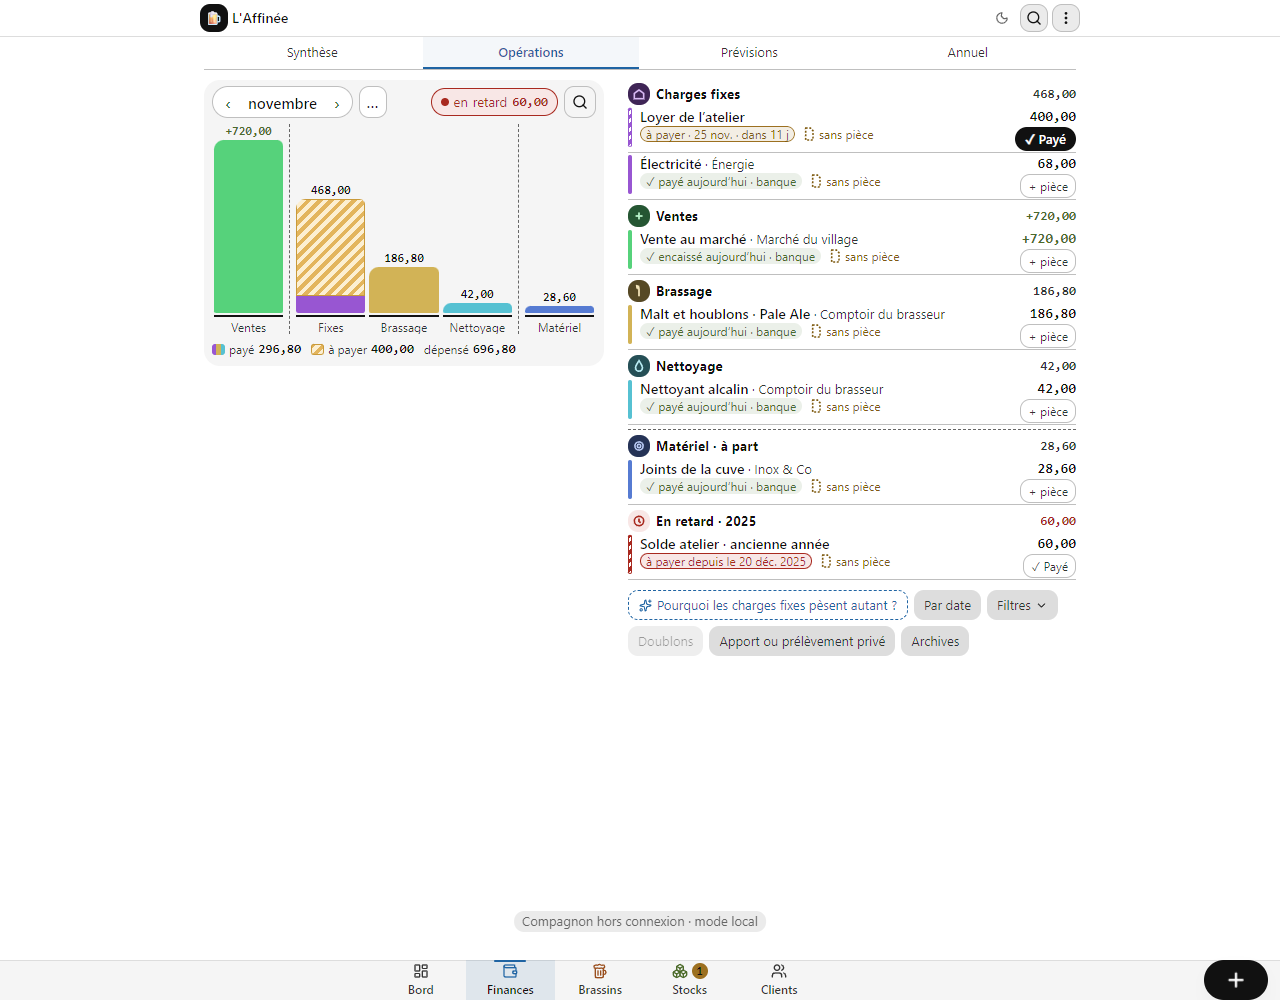 L'Affinée
Synthèse
Opérations
Prévisions
Annuel
‹ novembre ›
...
en retard 60,00
+720,00
468,00
186,80
42,00
28,60
Ventes
Fixes
Brassage
Nettoyage
Matériel
payé 296,80 à payer 400,00 dépensé 696,80
Charges fixes 468,00
Loyer de l'atelier 400,00
à payer · 25 nov. · dans 11 j sans pièce ✓ Payé
Électricité · Énergie 68,00
✓ payé aujourd'hui · banque sans pièce + pièce
Ventes +720,00
Vente au marché · Marché du village +720,00
✓ encaissé aujourd'hui · banque sans pièce + pièce
Brassage 186,80
Malt et houblons · Pale Ale · Comptoir du brasseur 186,80
✓ payé aujourd'hui · banque sans pièce + pièce
Nettoyage 42,00
Nettoyant alcalin · Comptoir du brasseur 42,00
✓ payé aujourd'hui · banque sans pièce + pièce
Matériel · à part 28,60
Joints de la cuve · Inox & Co 28,60
✓ payé aujourd'hui · banque sans pièce + pièce
En retard · 2025 60,00
Solde atelier · ancienne année 60,00
à payer depuis le 20 déc. 2025 sans pièce ✓ Payé
Pourquoi les charges fixes pèsent autant ? Par date Filtres
Doublons Apport ou prélèvement privé Archives
Compagnon hors connexion · mode local
Bord
Finances
Brassins
Stocks 1
Clients
+